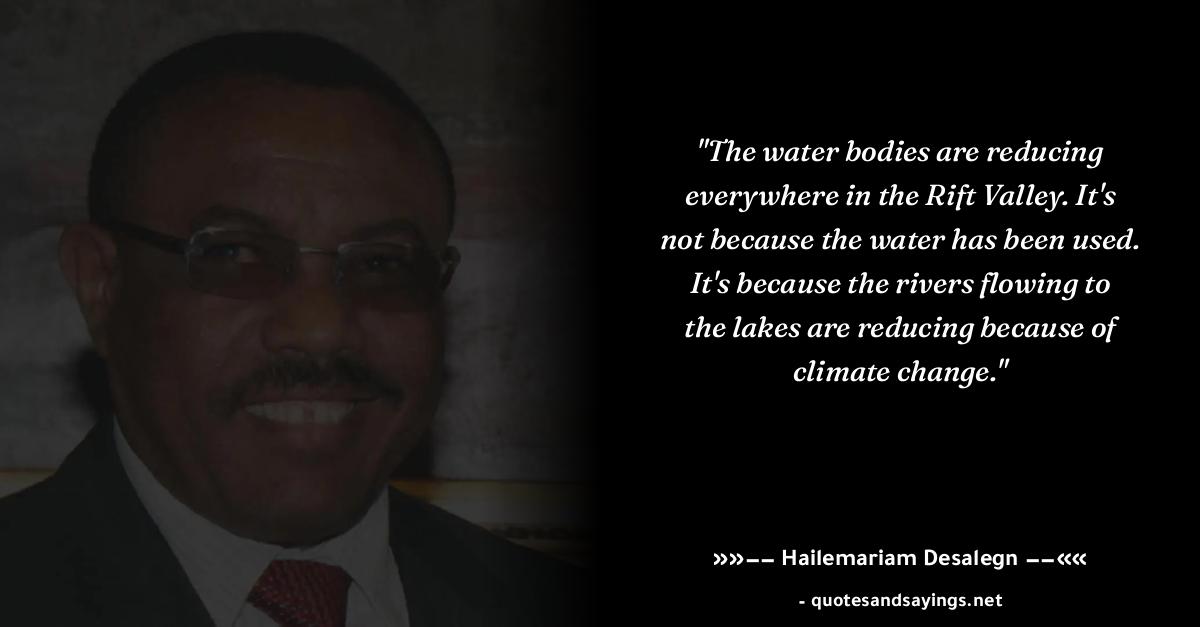 "The water bodies are reducing
everywhere in the Rift Valley. It's
not because the water has been used.
It's because the rivers flowing to
the lakes are reducing because of
climate change."
»»−− Hailemariam Desalegn −−««
- quotesandsayings.net